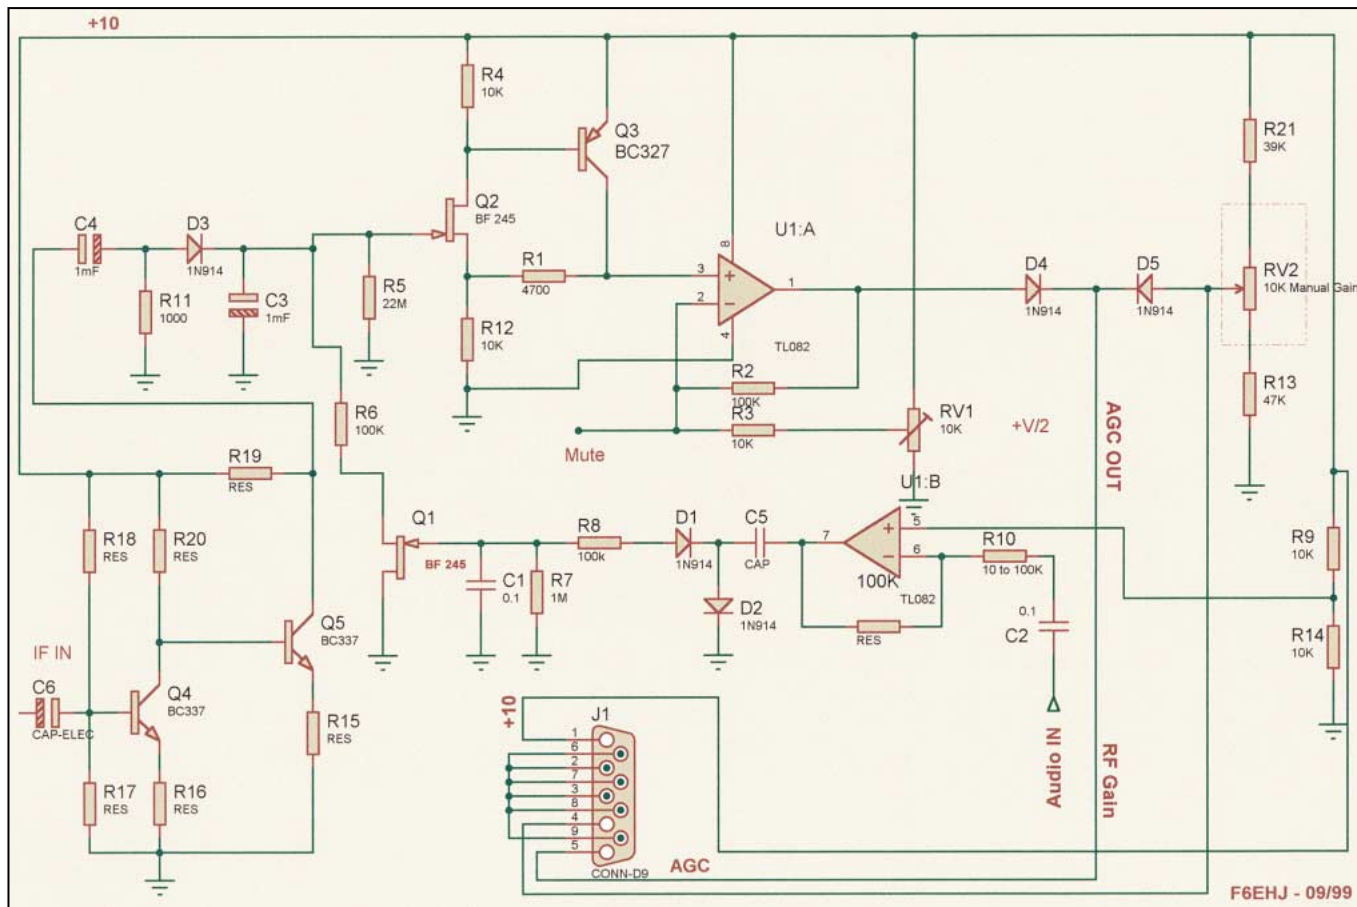 +10
R4
10K
Q3
BC327
R21
39K
C4
1mF
D3
1N914
Q2
BF 245
U1:A
8
3
2
1
4
TL082
R11
1000
C3
1mF
R5
22M
R1
4700
R12
10K
D4
1N914
D5
1N914
RV2
10K Manual Gain
R2
100K
R3
10K
RV1
10K
+V/2
R13
47K
R6
100K
Mute
AGC OUT
R19
RES
U1:B
R18
RES
R20
RES
Q1
BF 245
R8
100k
D1
1N914
C5
CAP
7
5
6
100K
TL082
R10
10 to 100K
R9
10K
C1
0.1
R7
1M
D2
1N914
RES
0.1
C2
R14
10K
Q5
BC337
IF IN
C6
CAP-ELEC
Q4
BC337
R15
RES
R17
RES
R16
RES
+10
J1
1
6
2
7
3
8
4
9
5
CONN-D9
AGC
Audio IN
RF Gain
F6EHJ - 09/99